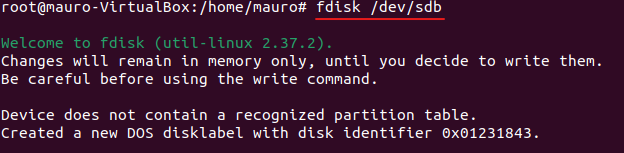 root@mauro-VirtualBox:/home/mauro# fdisk /dev/sdb
Welcome to fdisk (util-linux 2.37.2).
Changes will remain in memory only, until you decide to write them.
Be careful before using the write command.
Device does not contain a recognized partition table.
Created a new DOS disklabel with disk identifier 0x01231843.